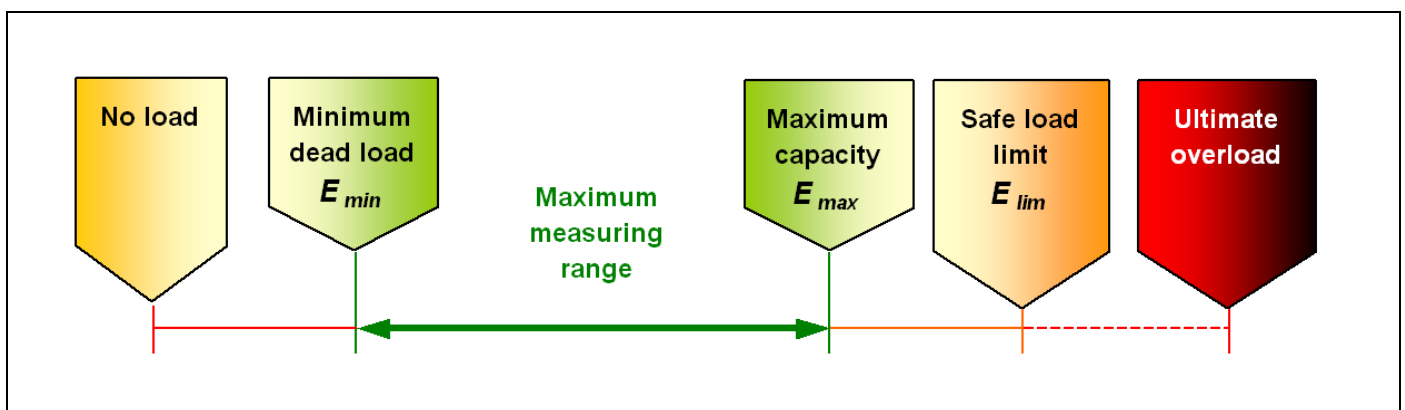 No load
Minimum
dead load
E min
Maximum
measuring
range
Maximum
capacity
E max
Safe load
limit
E lim
Ultimate
overload